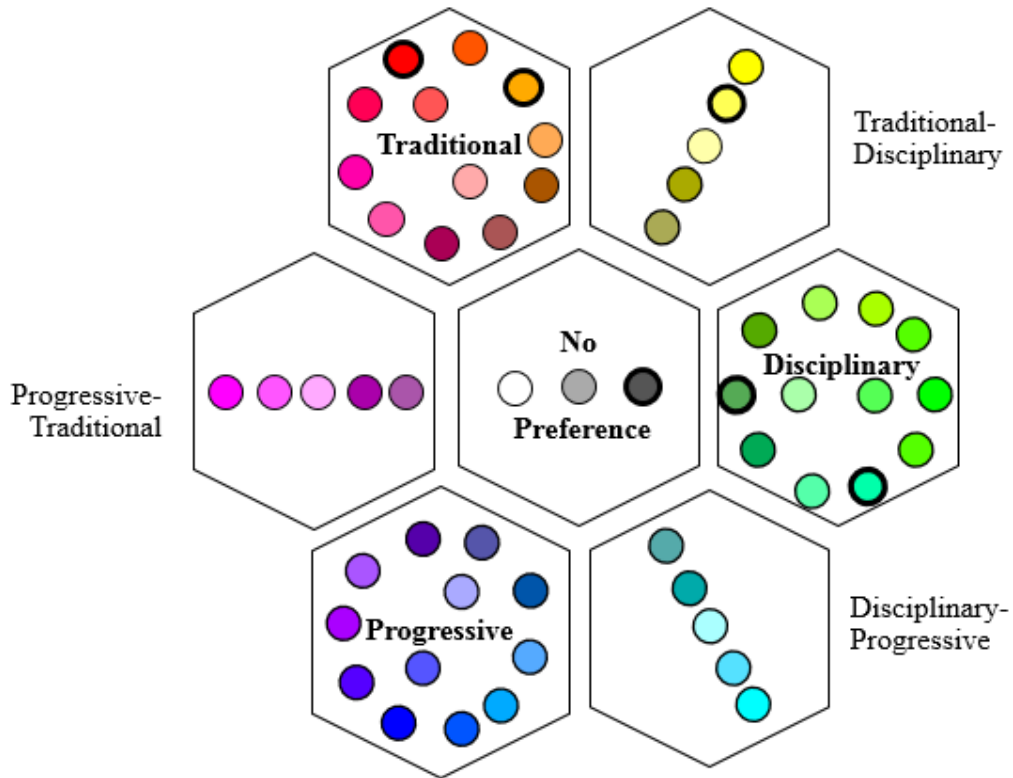 Traditional
Traditional-
Disciplinary
Progressive-
Traditional
No
Preference
Disciplinary
Progressive
Disciplinary-
Progressive